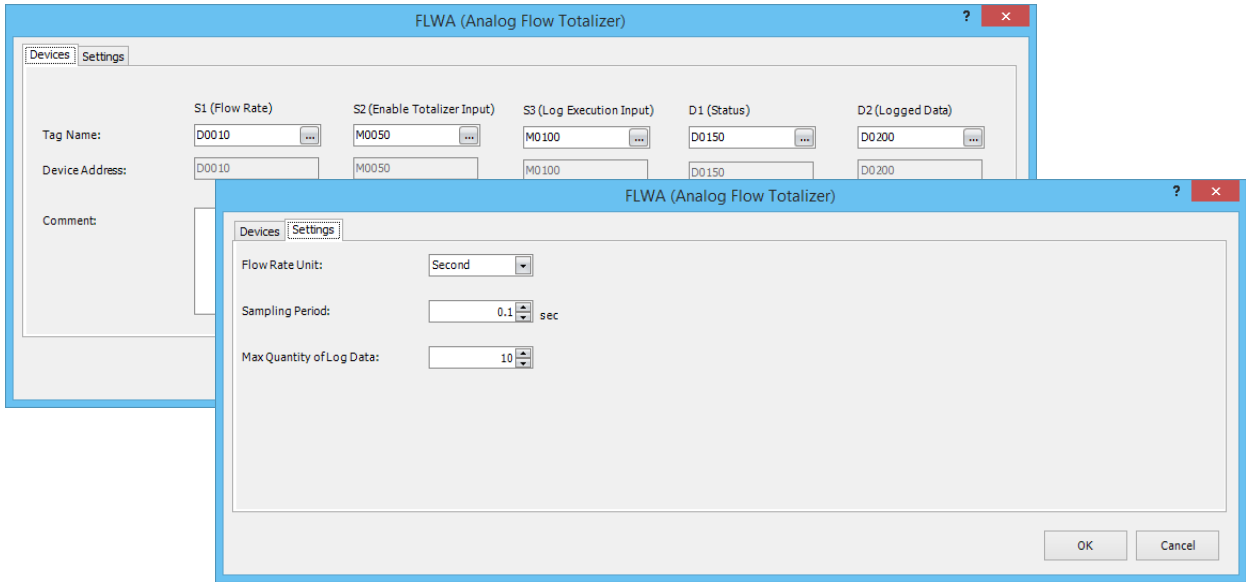 FLWA (Analog Flow Totalizer) ? ×
Devices Settings
S1 (Flow Rate) S2 (Enable Totalizer Input) S3 (Log Execution Input) D1 (Status) D2 (Logged Data)
Tag Name: D0010 ... M0050 ... M0100 ... D0150 ... D0200 ...
Device Address: D0010 M0050 M0100 D0150 D0200
Comment:
FLWA (Analog Flow Totalizer) ? ×
Devices Settings
Flow Rate Unit: Second
Sampling Period: 0.1 sec
Max Quantity of Log Data: 10
OK Cancel